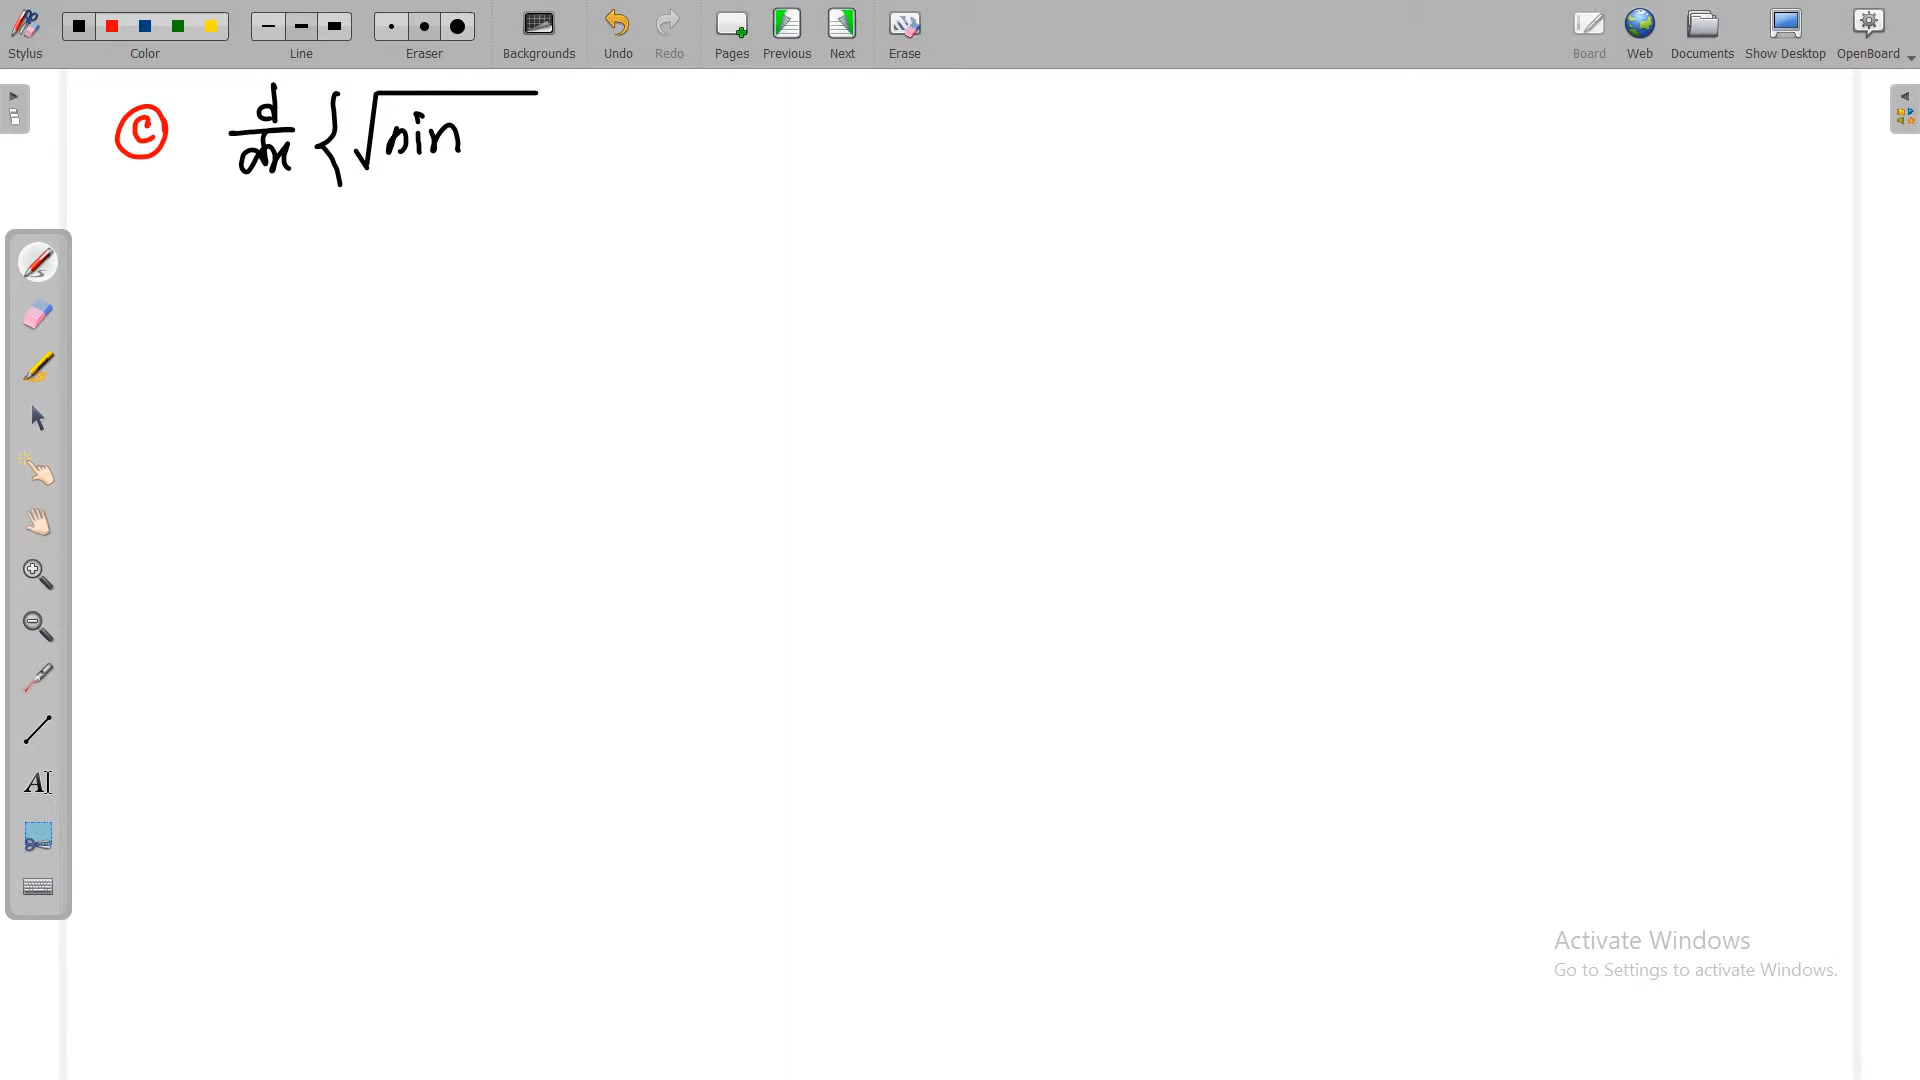 Stylus Color Line Eraser Backgrounds Undo Redo Pages Previous Next Erase Board Web Documents Show Desktop OpenBoard
© d/dx {√sin
Activate Windows
Go to Settings to activate Windows.